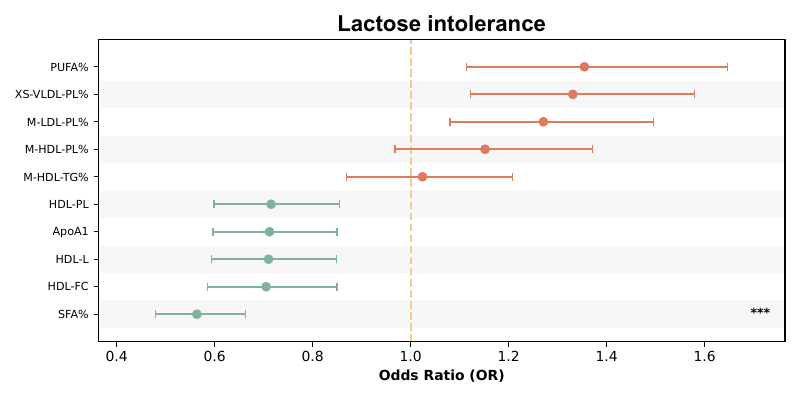 Lactose intolerance
PUFA%
XS-VLDL-PL%
M-LDL-PL%
M-HDL-PL%
M-HDL-TG%
HDL-PL
ApoA1
HDL-L
HDL-FC
SFA%
***
0.4 0.6 0.8 1.0 1.2 1.4 1.6
Odds Ratio (OR)